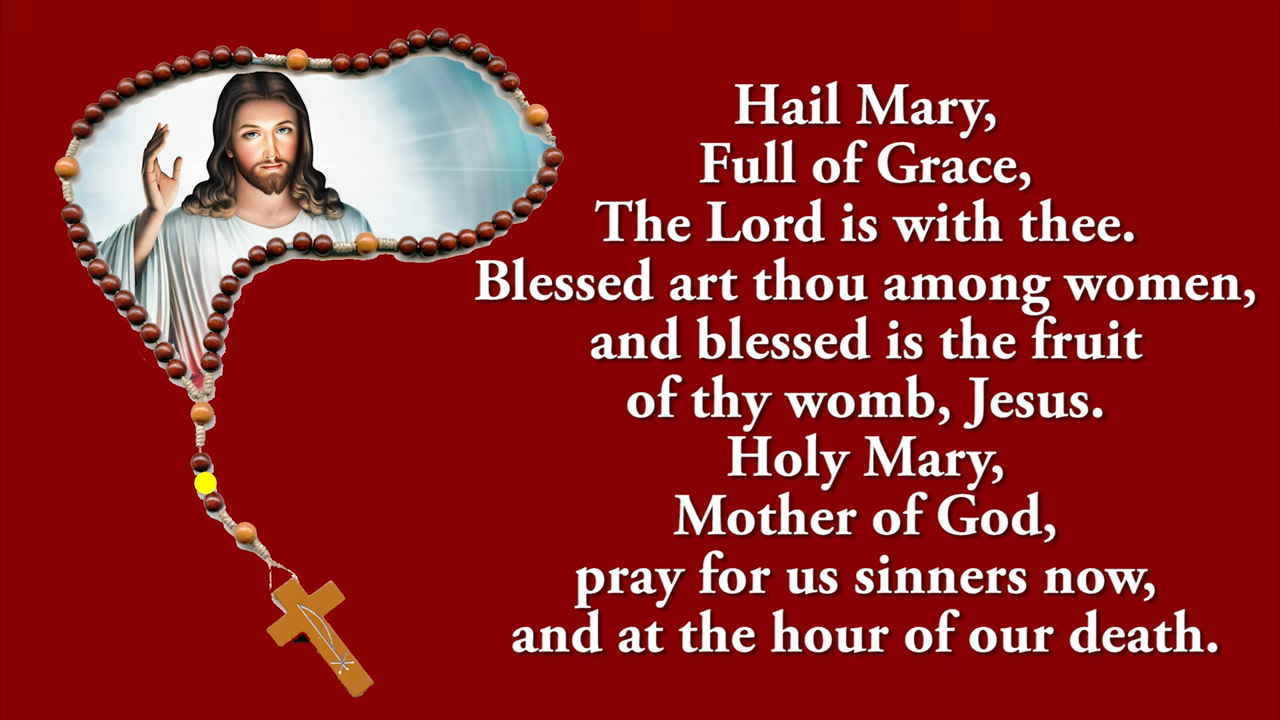 Hail Mary,
Full of Grace,
The Lord is with thee.
Blessed art thou among women,
and blessed is the fruit
of thy womb, Jesus.
Holy Mary,
Mother of God,
pray for us sinners now,
and at the hour of our death.